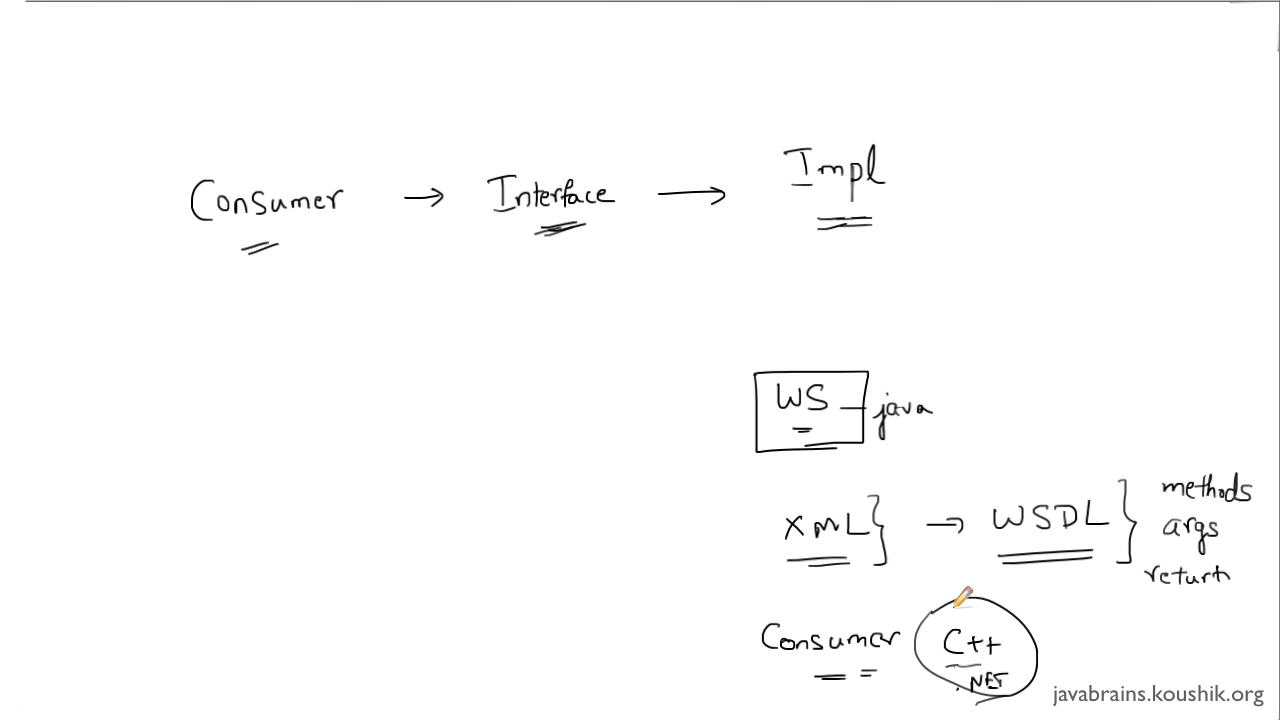 Consumer → Interface → Impl
WS – java
XML} → WSDL} methods
args
return
Consumer C++
.NET
javabrains.koushik.org